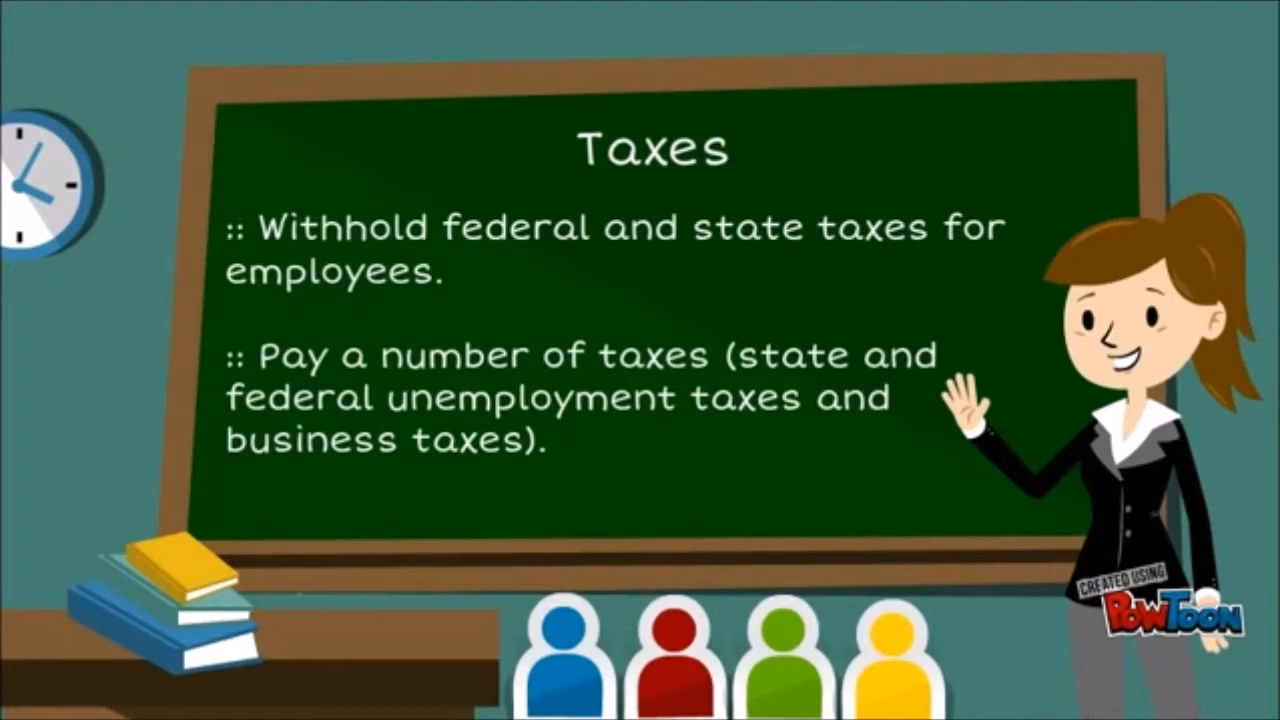 Taxes
:: Withhold federal and state taxes for
employees.
:: Pay a number of taxes (state and
federal unemployment taxes and
business taxes).
CREATED USING
PowToon